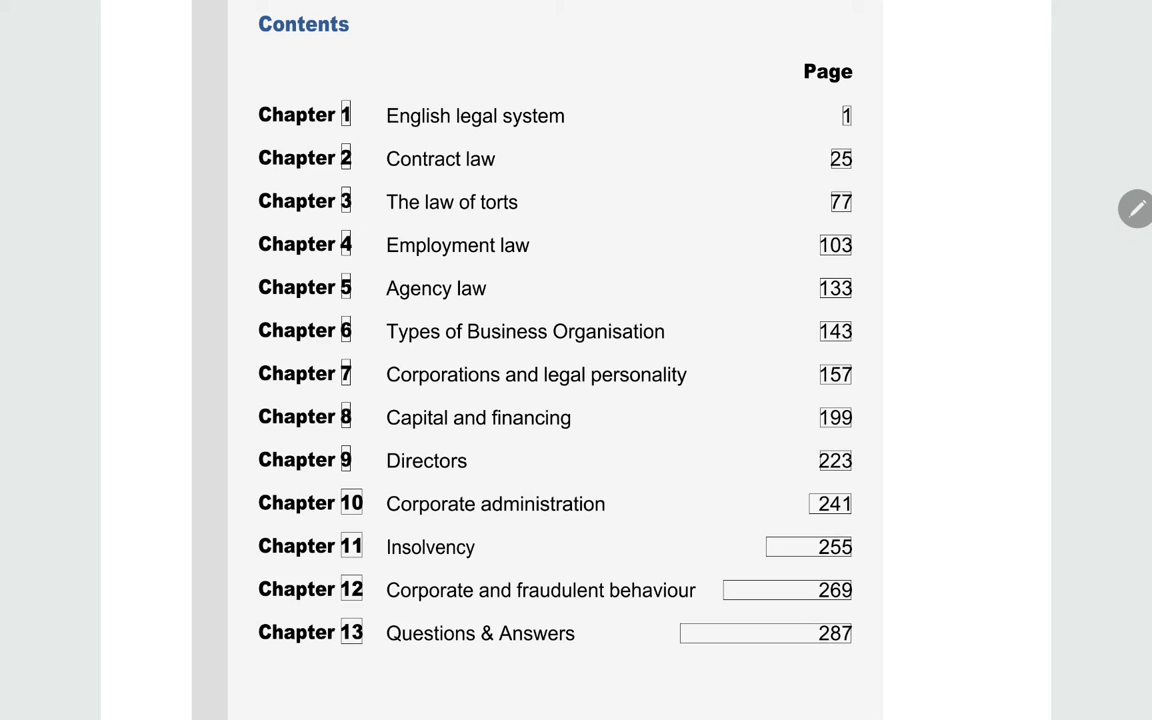 Contents
Page
Chapter 1 English legal system 1
Chapter 2 Contract law 25
Chapter 3 The law of torts 77
Chapter 4 Employment law 103
Chapter 5 Agency law 133
Chapter 6 Types of Business Organisation 143
Chapter 7 Corporations and legal personality 157
Chapter 8 Capital and financing 199
Chapter 9 Directors 223
Chapter 10 Corporate administration 241
Chapter 11 Insolvency 255
Chapter 12 Corporate and fraudulent behaviour 269
Chapter 13 Questions & Answers 287